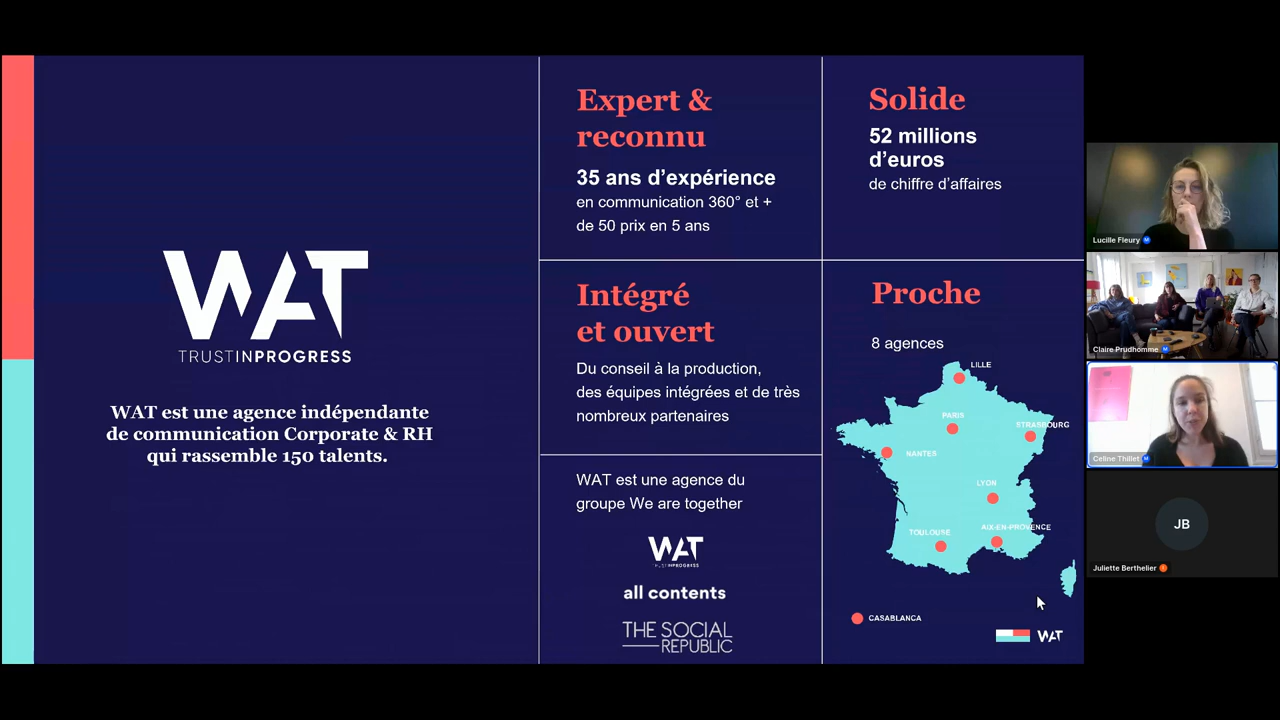 WAT
TRUSTINPROGRESS
WAT est une agence indépendante
de communication Corporate & RH
qui rassemble 150 talents.
Expert &
reconnu
35 ans d’expérience
en communication 360° et +
de 50 prix en 5 ans
Solide
52 millions
d’euros
de chiffre d’affaires
Intégré
et ouvert
Du conseil à la production,
des équipes intégrées et de très
nombreux partenaires
WAT est une agence du
groupe We are together
WAT
TRUSTINPROGRESS
all contents
THE SOCIAL
REPUBLIC
Proche
8 agences
LILLE
PARIS
STRASBOURG
NANTES
LYON
TOULOUSE
AIX-EN-PROVENCE
CASABLANCA
WAT
Lucille Fleury
Claire Prudhomme
Celine Thillet
JB
Juliette Berthelier